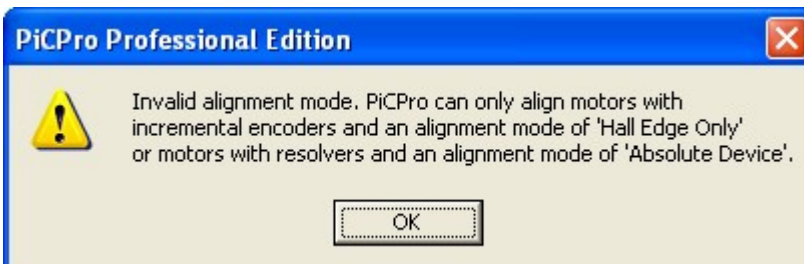 PiCPro Professional Edition
Invalid alignment mode. PiCPro can only align motors with
incremental encoders and an alignment mode of 'Hall Edge Only'
or motors with resolvers and an alignment mode of 'Absolute Device'.
OK